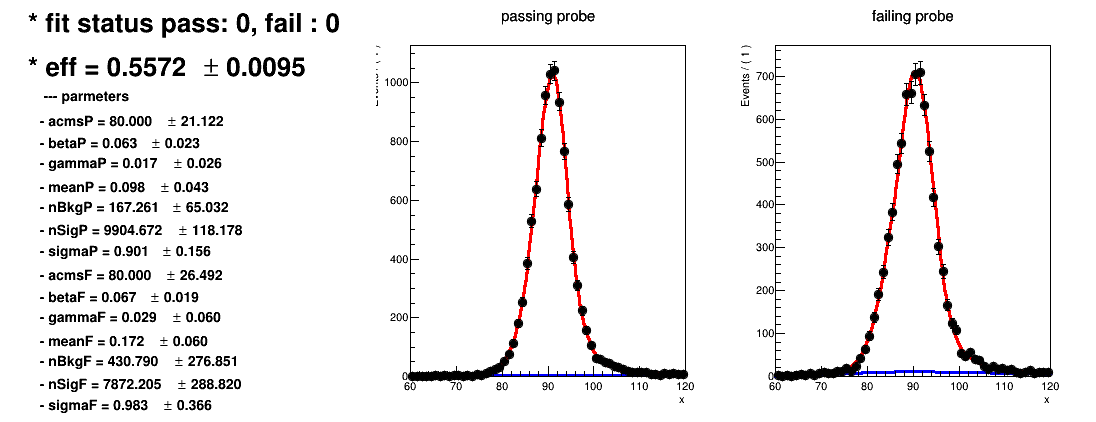 * fit status pass: 0, fail : 0
* eff = 0.5572 ± 0.0095
--- parmeters
- acmsP = 80.000 ± 21.122
- betaP = 0.063 ± 0.023
- gammaP = 0.017 ± 0.026
- meanP = 0.098 ± 0.043
- nBkgP = 167.261 ± 65.032
- nSigP = 9904.672 ± 118.178
- sigmaP = 0.901 ± 0.156
- acmsF = 80.000 ± 26.492
- betaF = 0.067 ± 0.019
- gammaF = 0.029 ± 0.060
- meanF = 0.172 ± 0.060
- nBkgF = 430.790 ± 276.851
- nSigF = 7872.205 ± 288.820
- sigmaF = 0.983 ± 0.366
passing probe
1000
800
600
400
200
0
60 70 80 90 100 110 120
x
failing probe
Events / ( 1 )
700
600
500
400
300
200
100
0
60 70 80 90 100 110 120
x